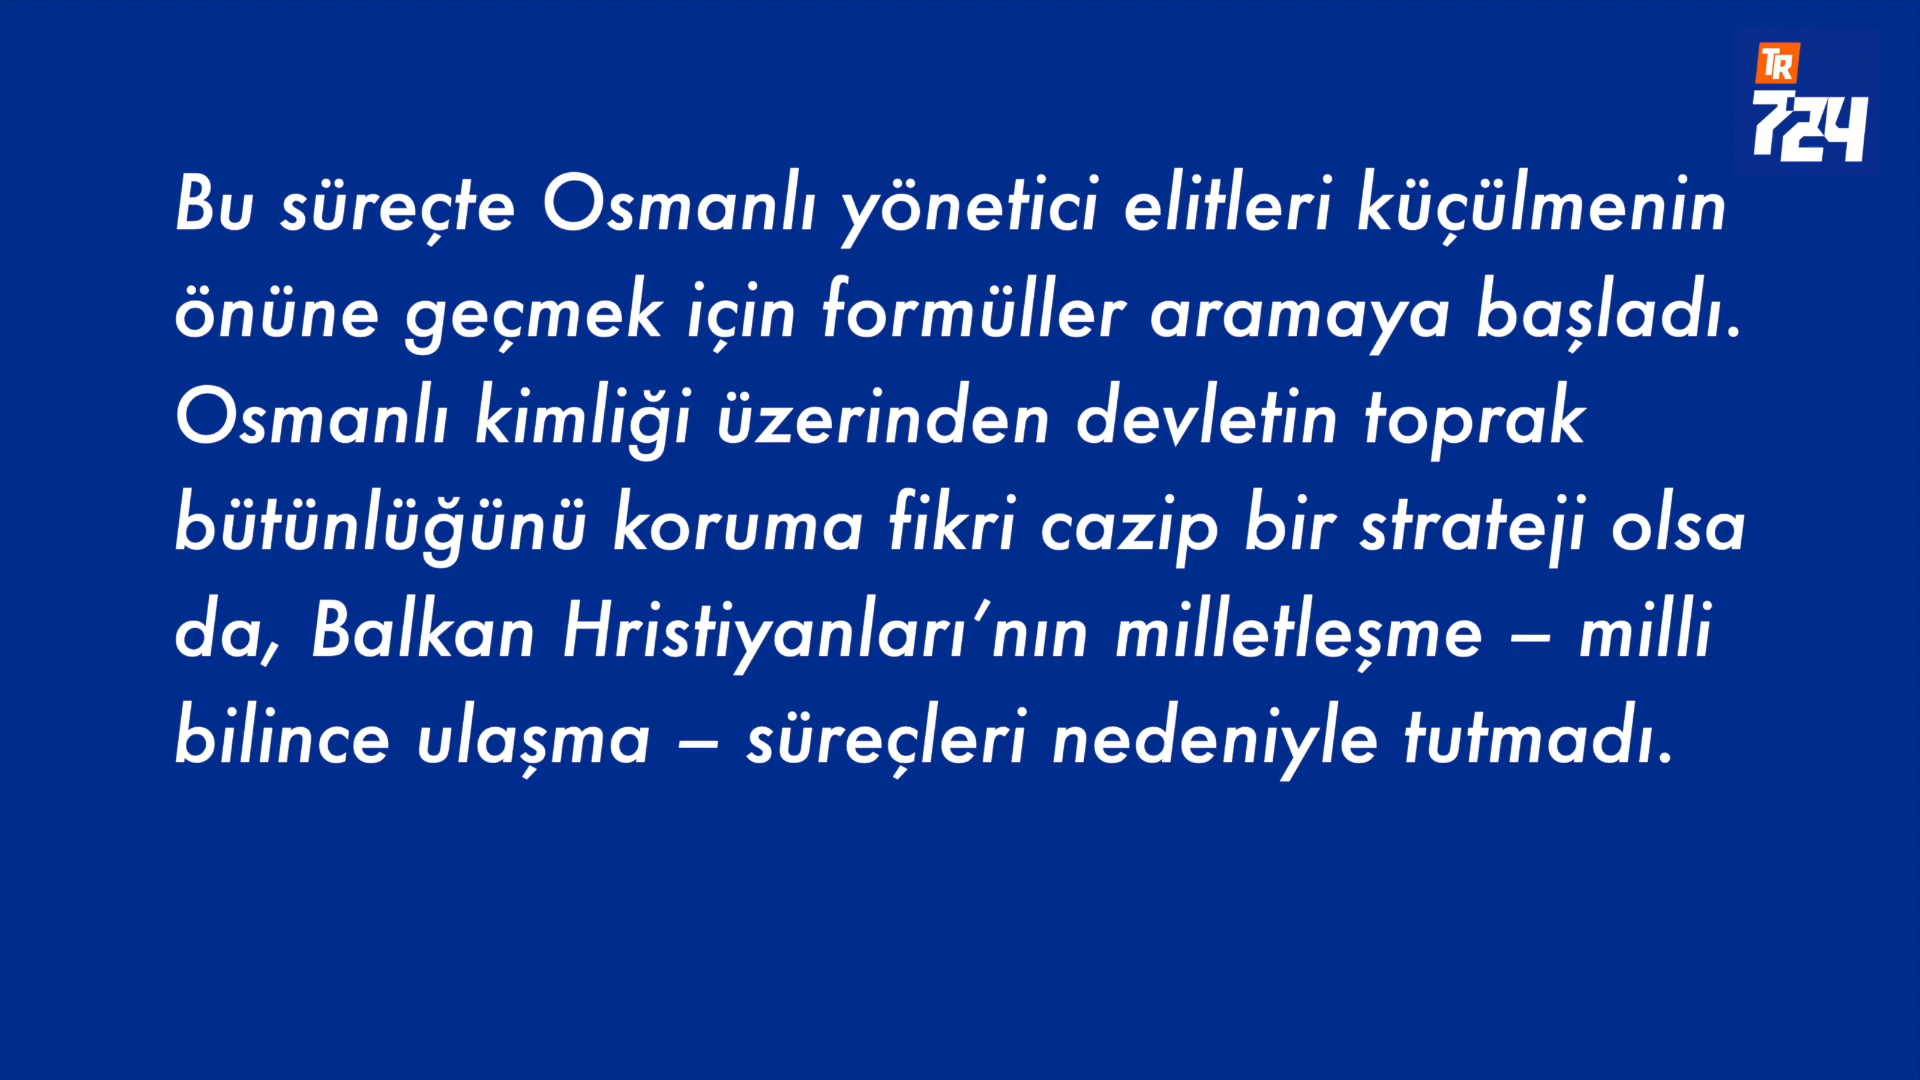 TR
724
Bu süreçte Osmanlı yönetici elitleri küçülmenin
önüne geçmek için formüller aramaya başladı.
Osmanlı kimliği üzerinden devletin toprak
bütünlüğünü koruma fikri cazip bir strateji olsa
da, Balkan Hristiyanları’nın milletleşme – milli
bilince ulaşma – süreçleri nedeniyle tutmadı.